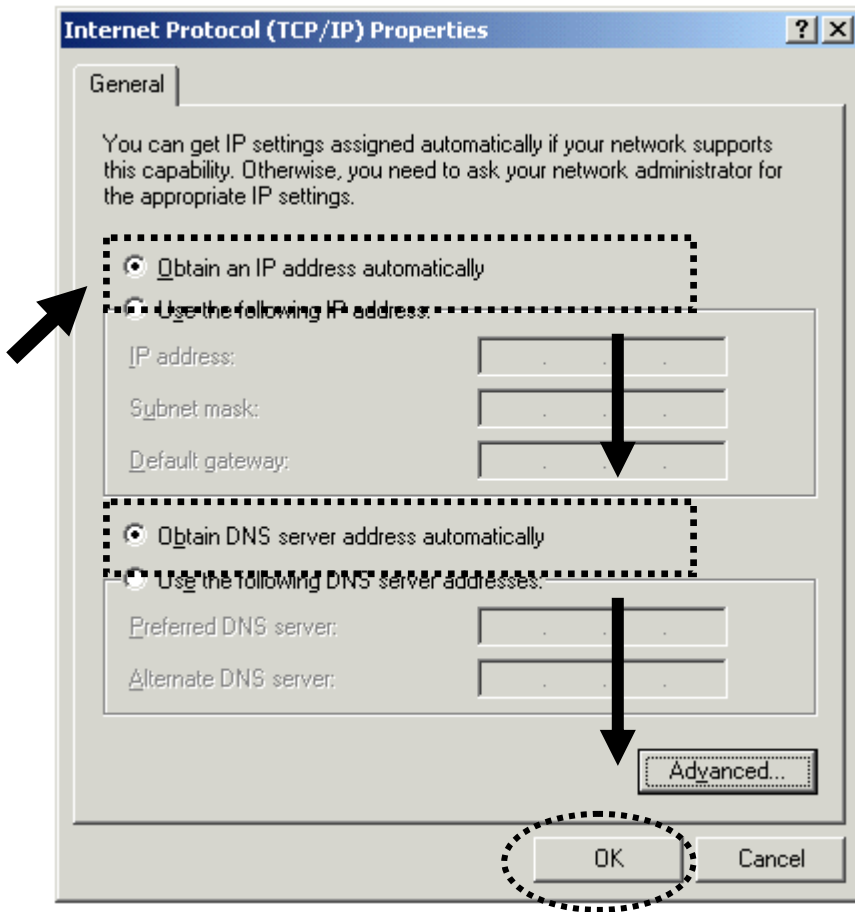 Internet Protocol (TCP/IP) Properties
General
You can get IP settings assigned automatically if your network supports
this capability. Otherwise, you need to ask your network administrator for
the appropriate IP settings.
Obtain an IP address automatically
Use the following IP address:
IP address:
Subnet mask:
Default gateway:
Obtain DNS server address automatically
Use the following DNS server addresses:
Preferred DNS server:
Alternate DNS server:
Advanced...
OK Cancel